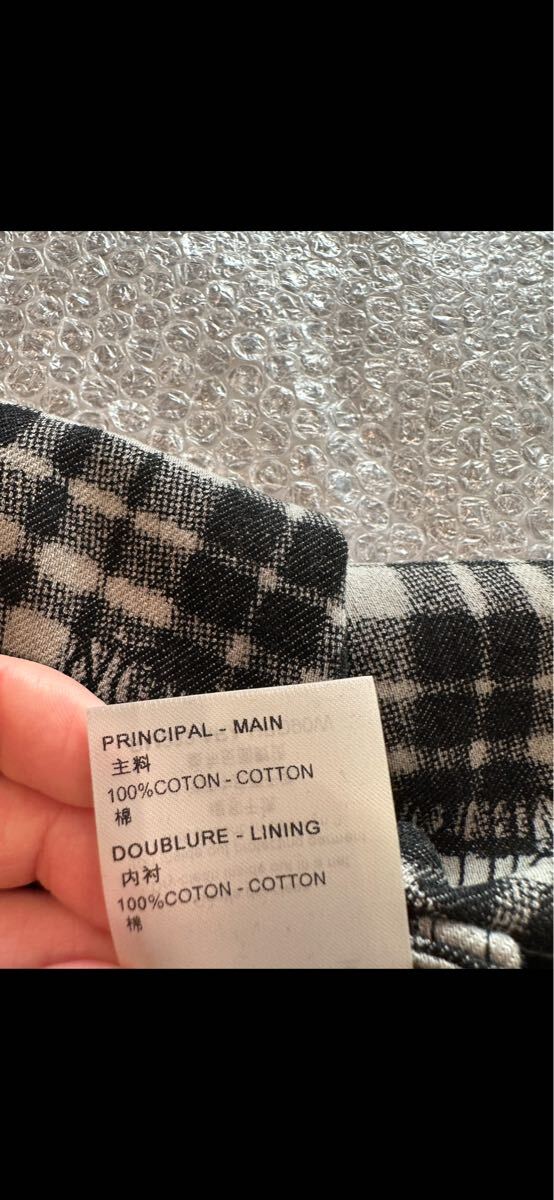 PRINCIPAL - MAIN
主料
100%COTON - COTTON
棉
DOUBLURE - LINING
内衬
100%COTON - COTTON
棉